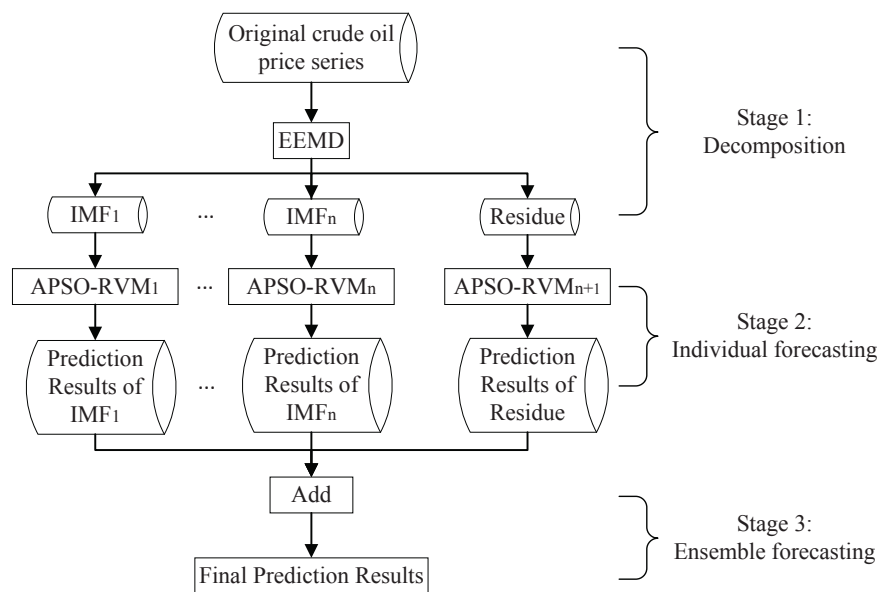 Original crude oil
price series
Stage 1:
Decomposition
EEMD
IMF1
...
IMFn
Residue
APSO-RVM1
...
APSO-RVMn
APSO-RVMn+1
Stage 2:
Individual forecasting
Prediction
Results of
IMF1
...
Prediction
Results of
IMFn
Prediction
Results of
Residue
Add
Stage 3:
Ensemble forecasting
Final Prediction Results